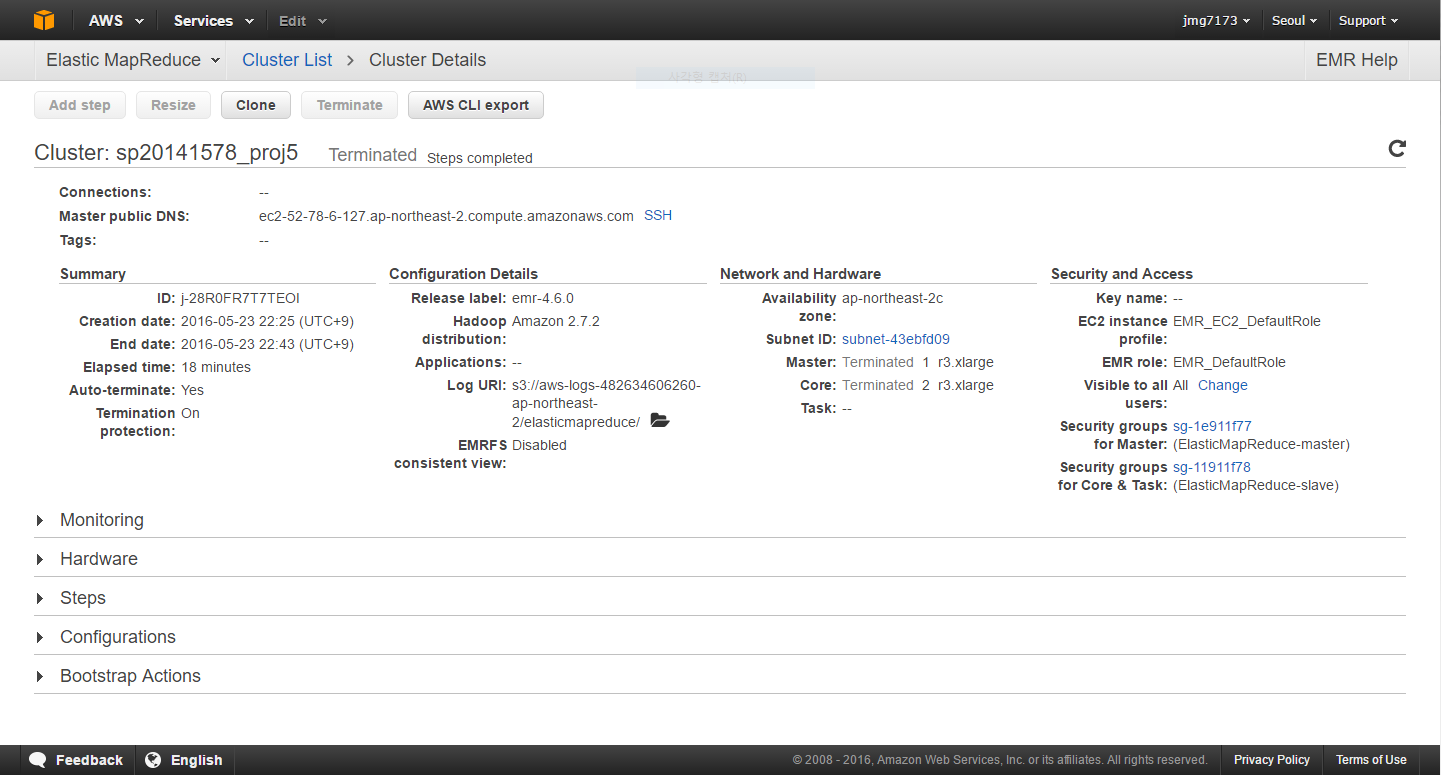 AWS Services Edit jmg7173 Seoul Support
Elastic MapReduce Cluster List Cluster Details EMR Help
사각형 캡처(R)
Add step Resize Clone Terminate AWS CLI export
Cluster: sp20141578_proj5 Terminated Steps completed
Connections: --
Master public DNS: ec2-52-78-6-127.ap-northeast-2.compute.amazonaws.com SSH
Tags: --
Summary
ID: j-28R0FR7T7TEOI
Creation date: 2016-05-23 22:25 (UTC+9)
End date: 2016-05-23 22:43 (UTC+9)
Elapsed time: 18 minutes
Auto-terminate: Yes
Termination On
protection:
Configuration Details
Release label: emr-4.6.0
Hadoop Amazon 2.7.2
distribution:
Applications: --
Log URI: s3://aws-logs-482634606260-
ap-northeast-
2/elasticmapreduce/
EMRFS Disabled
consistent view:
Network and Hardware
Availability ap-northeast-2c
zone:
Subnet ID: subnet-43ebfd09
Master: Terminated 1 r3.xlarge
Core: Terminated 2 r3.xlarge
Task: --
Security and Access
Key name: --
EC2 instance EMR_EC2_DefaultRole
profile:
EMR role: EMR_DefaultRole
Visible to all All Change
users:
Security groups sg-1e911f77
for Master: (ElasticMapReduce-master)
Security groups sg-11911f78
for Core & Task: (ElasticMapReduce-slave)
Monitoring
Hardware
Steps
Configurations
Bootstrap Actions
Feedback English © 2008 - 2016, Amazon Web Services, Inc. or its affiliates. All rights reserved. Privacy Policy Terms of Use